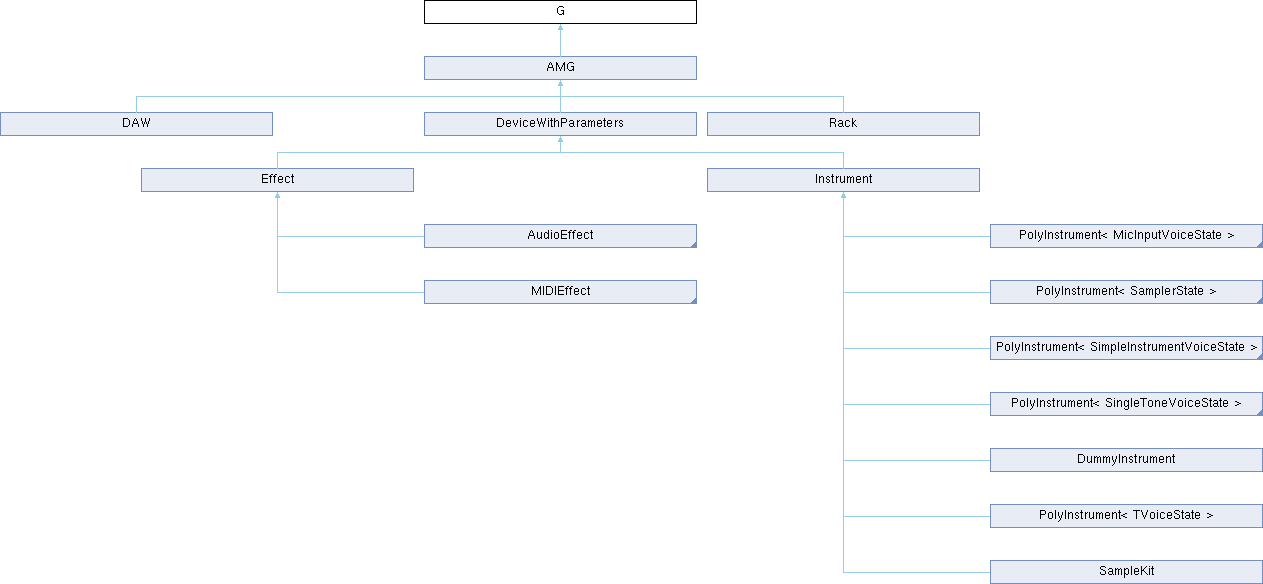 G
AMG
DAW
DeviceWithParameters
Rack
Effect
Instrument
AudioEffect
PolyInstrument< MicInputVoiceState >
MIDIEffect
PolyInstrument< SamplerState >
PolyInstrument< SimpleInstrumentVoiceState >
PolyInstrument< SingleToneVoiceState >
DummyInstrument
PolyInstrument< TVoiceState >
SampleKit